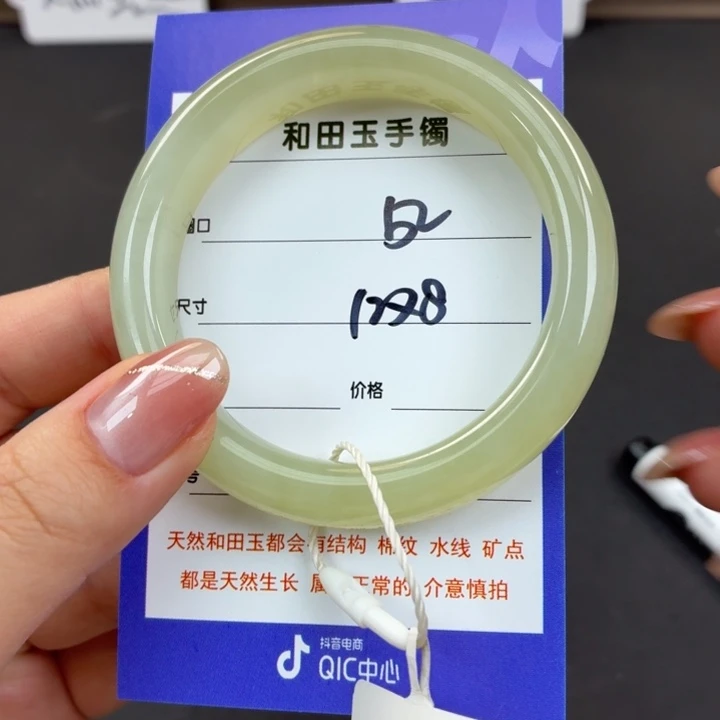 和田玉手镯
圈口 52
尺寸
价格
号
天然和田玉都会有结构 棉纹 水线 矿点
都是天然生长 属 正常的 介意慎拍
抖音电商
QIC中心